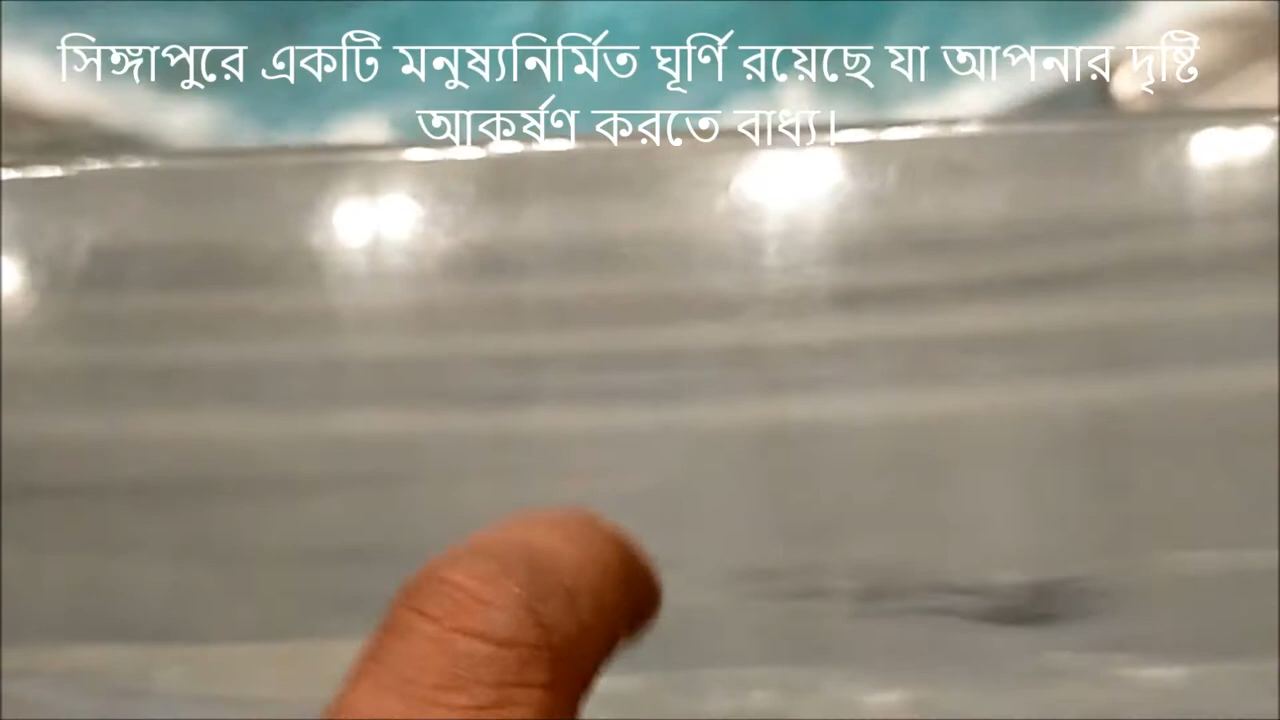 সিঙ্গাপুরে একটি মনুষ্যনির্মিত ঘূর্ণি রয়েছে যা আপনার দৃষ্টি
আকর্ষণ করতে বাধ্য।